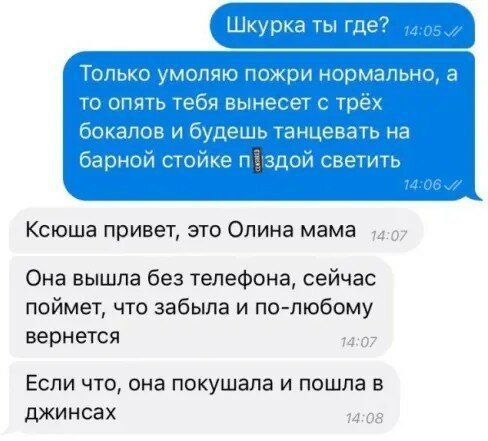 Шкурка ты где? 14:05
Только умоляю пожри нормально, а
то опять тебя вынесет с трёх
бокалов и будешь танцевать на
барной стойке п здой светить
14:06
Ксюша привет, это Олина мама 14:07
Она вышла без телефона, сейчас
поймет, что забыла и по-любому
вернется 14:07
Если что, она покушала и пошла в
джинсах 14:08